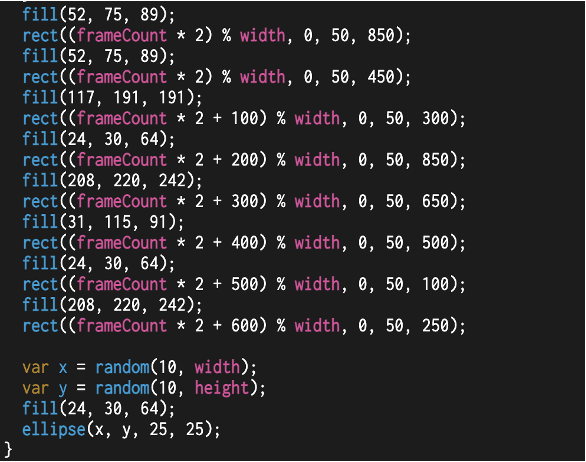 fill(52, 75, 89);
rect((frameCount * 2) % width, 0, 50, 850);
fill(52, 75, 89);
rect((frameCount * 2) % width, 0, 50, 450);
fill(117, 191, 191);
rect((frameCount * 2 + 100) % width, 0, 50, 300);
fill(24, 30, 64);
rect((frameCount * 2 + 200) % width, 0, 50, 850);
fill(208, 220, 242);
rect((frameCount * 2 + 300) % width, 0, 50, 650);
fill(31, 115, 91);
rect((frameCount * 2 + 400) % width, 0, 50, 500);
fill(24, 30, 64);
rect((frameCount * 2 + 500) % width, 0, 50, 100);
fill(208, 220, 242);
rect((frameCount * 2 + 600) % width, 0, 50, 250);
var x = random(10, width);
var y = random(10, height);
fill(24, 30, 64);
ellipse(x, y, 25, 25);
}